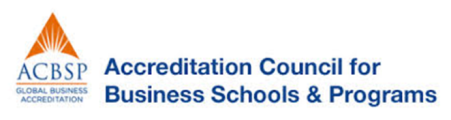 ACBSP
GLOBAL BUSINESS
ACCREDITATION
Accreditation Council for
Business Schools & Programs